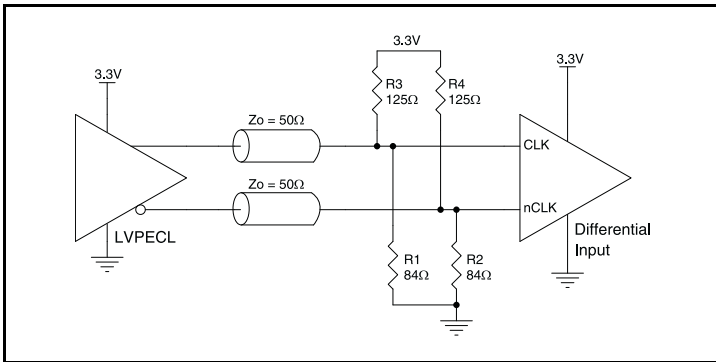 3.3V
3.3V
3.3V
R3
125Ω
R4
125Ω
Zo = 50Ω
CLK
Zo = 50Ω
nCLK
LVPECL
Differential
Input
R1
84Ω
R2
84Ω